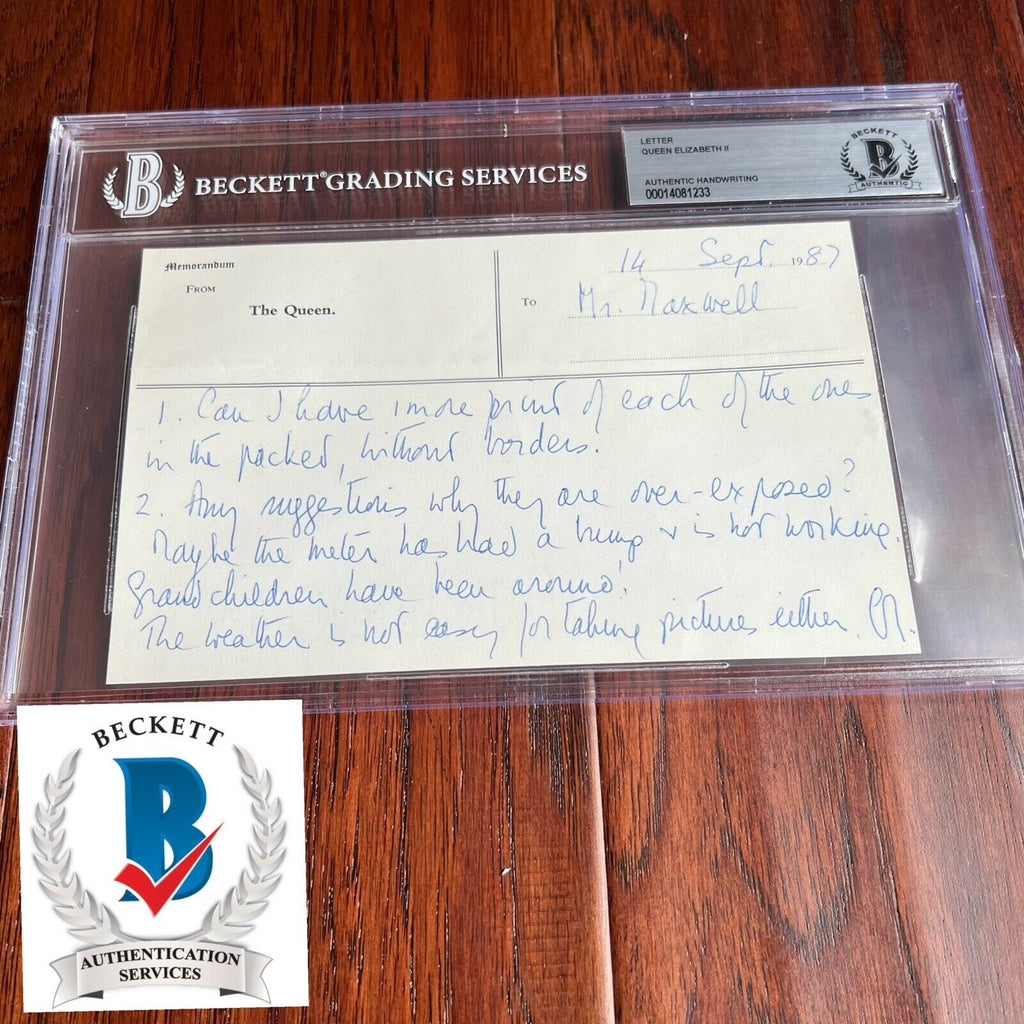 BECKETT® GRADING SERVICES
LETTER
QUEEN ELIZABETH II
AUTHENTIC HANDWRITING
00014081233
BECKETT
B
AUTHENTIC
B
Memorandum
FROM
The Queen.
14 Sept. 1987
TO
Mr. Maxwell
1. Can I have 1 more print of each of the ones
in the packet, without borders.
2. Any suggestions why they are over-exposed?
Maybe the meter has had a bump & is not working.
Grandchildren have been around!
The weather is not easy for taking pictures either. ER.
BECKETT
B
AUTHENTICATION
SERVICES